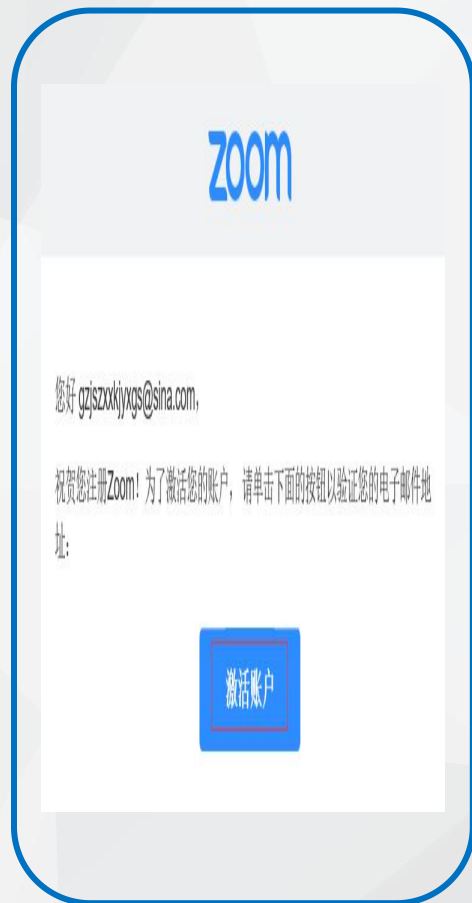 zoom
您好 gzjszxxkjyxgs@sina.com,
祝贺您注册Zoom! 为了激活您的账户, 请单击下面的按钮以验证您的电子邮件地
址:
激活账户